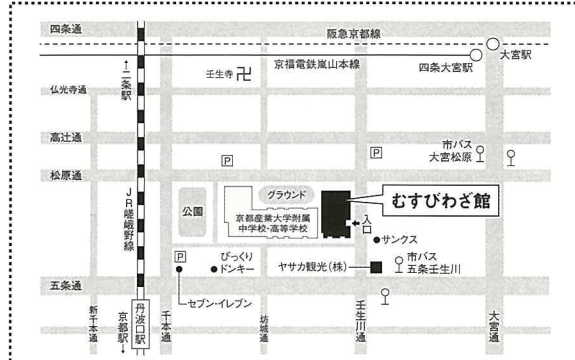 四条通
阪急京都線
大宮駅
京福電鉄嵐山本線
四条大宮駅
↑二条駅
壬生寺
仏光寺通
高辻通
市バス
大宮松原
P
P
松原通
JR嵯峨野線
公園
グラウンド
京都産業大学附属
中学校・高等学校
むすびわざ館
入口
サンクス
P
びっくり
ドンキー
ヤサカ観光(株)
市バス
五条壬生川
五条通
セブン-イレブン
新千本通
京都駅↓
丹波口駅
千本通
坊城通
壬生川通
大宮通